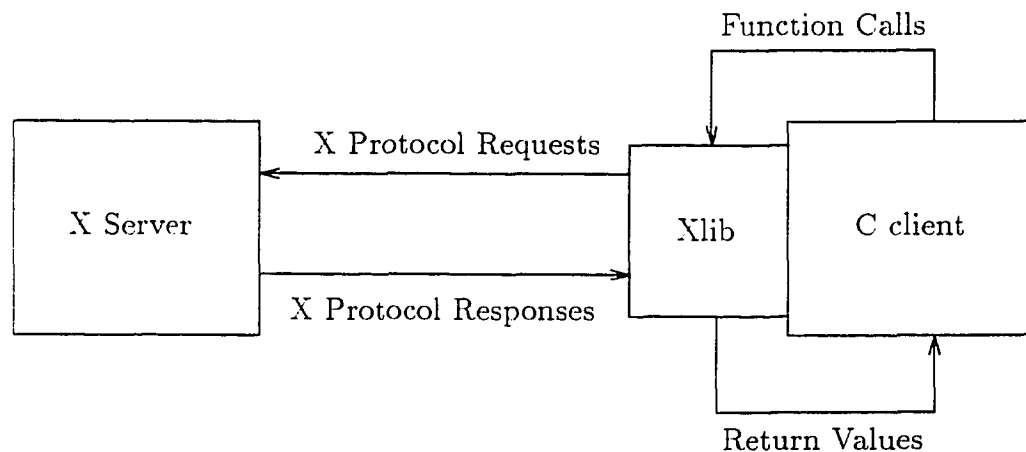 Function Calls
X Protocol Requests
X Server
Xlib
C client
X Protocol Responses
Return Values